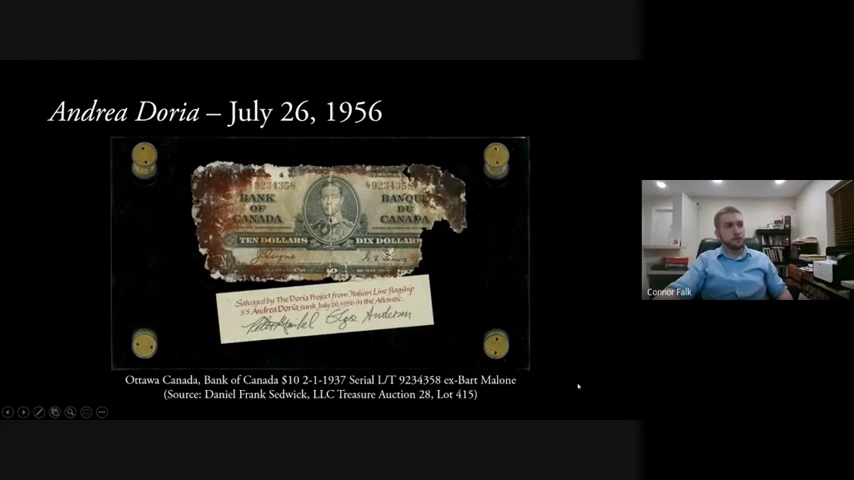 Andrea Doria – July 26, 1956
9234358
9234358
BANK
OF
CANADA
BANQUE
DU
CANADA
TEN DOLLARS
DIX DOLLARS
Salvaged by The Doria Project from Italian Line flagship
S.S. Andrea Doria sunk July 26, 1956 in the Atlantic.
Elga Andersen
Ottawa Canada, Bank of Canada $10 2-1-1937 Serial L/T 9234358 ex-Bart Malone
(Source: Daniel Frank Sedwick, LLC Treasure Auction 28, Lot 415)
Connor Falk